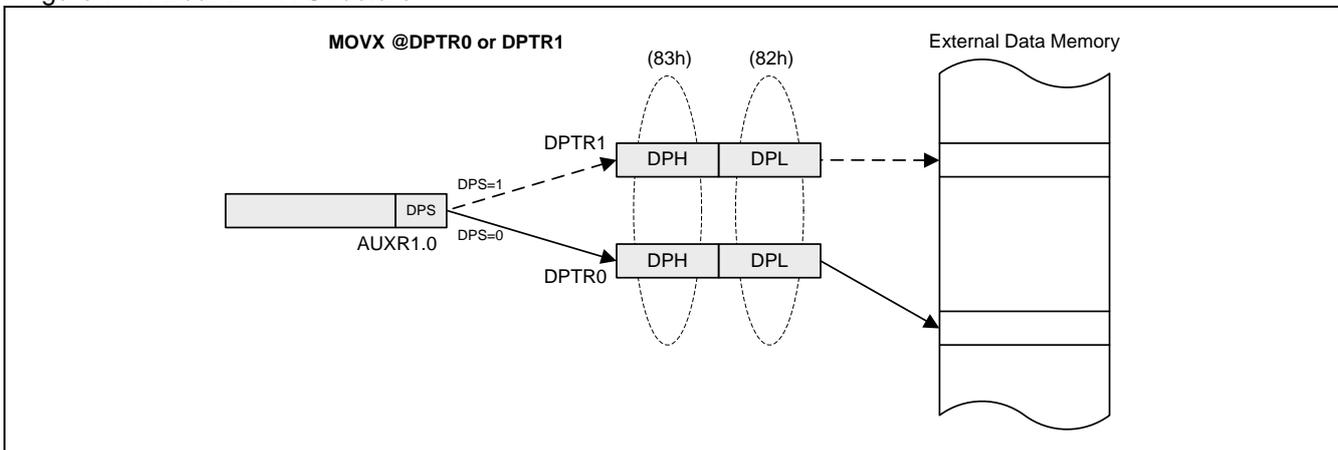 MOVX @DPTR0 or DPTR1
External Data Memory
(83h)
(82h)
DPTR1
DPH
DPL
DPS=1
DPS
DPS=0
AUXR1.0
DPH
DPL
DPTR0